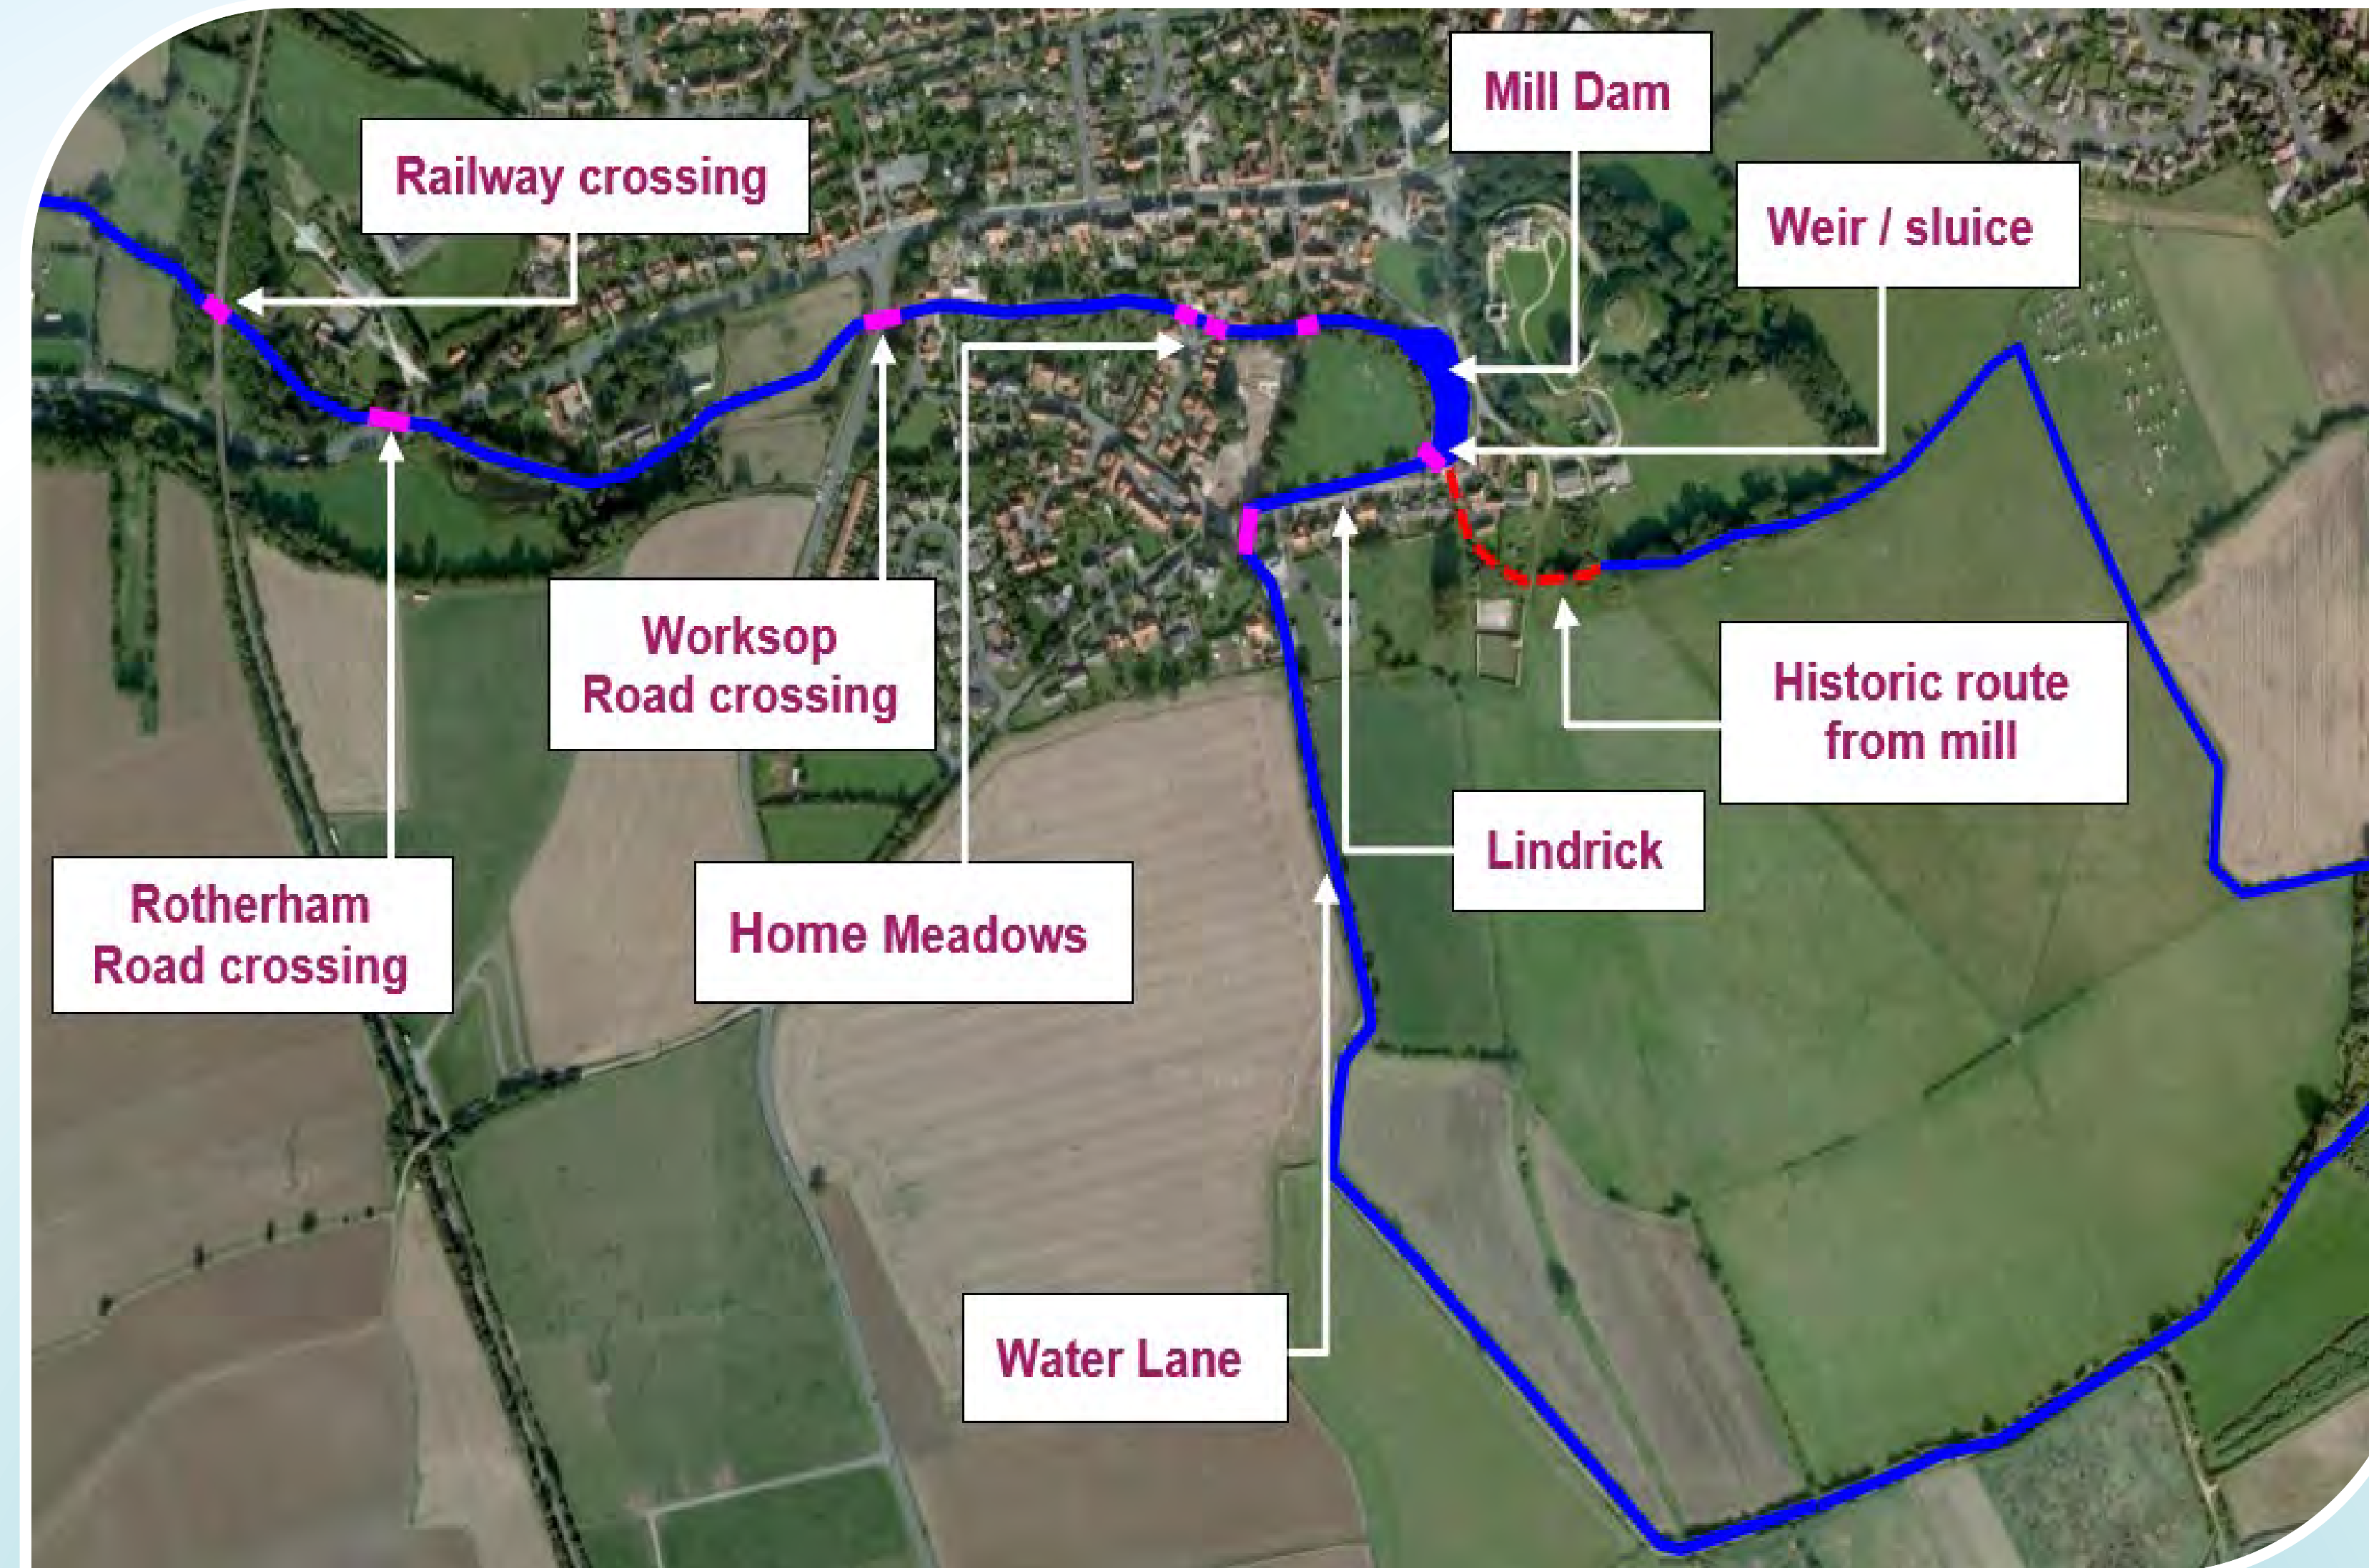 Mill Dam
Railway crossing
Weir / sluice
Worksop
Road crossing
Historic route
from mill
Lindrick
Rotherham
Road crossing
Home Meadows
Water Lane